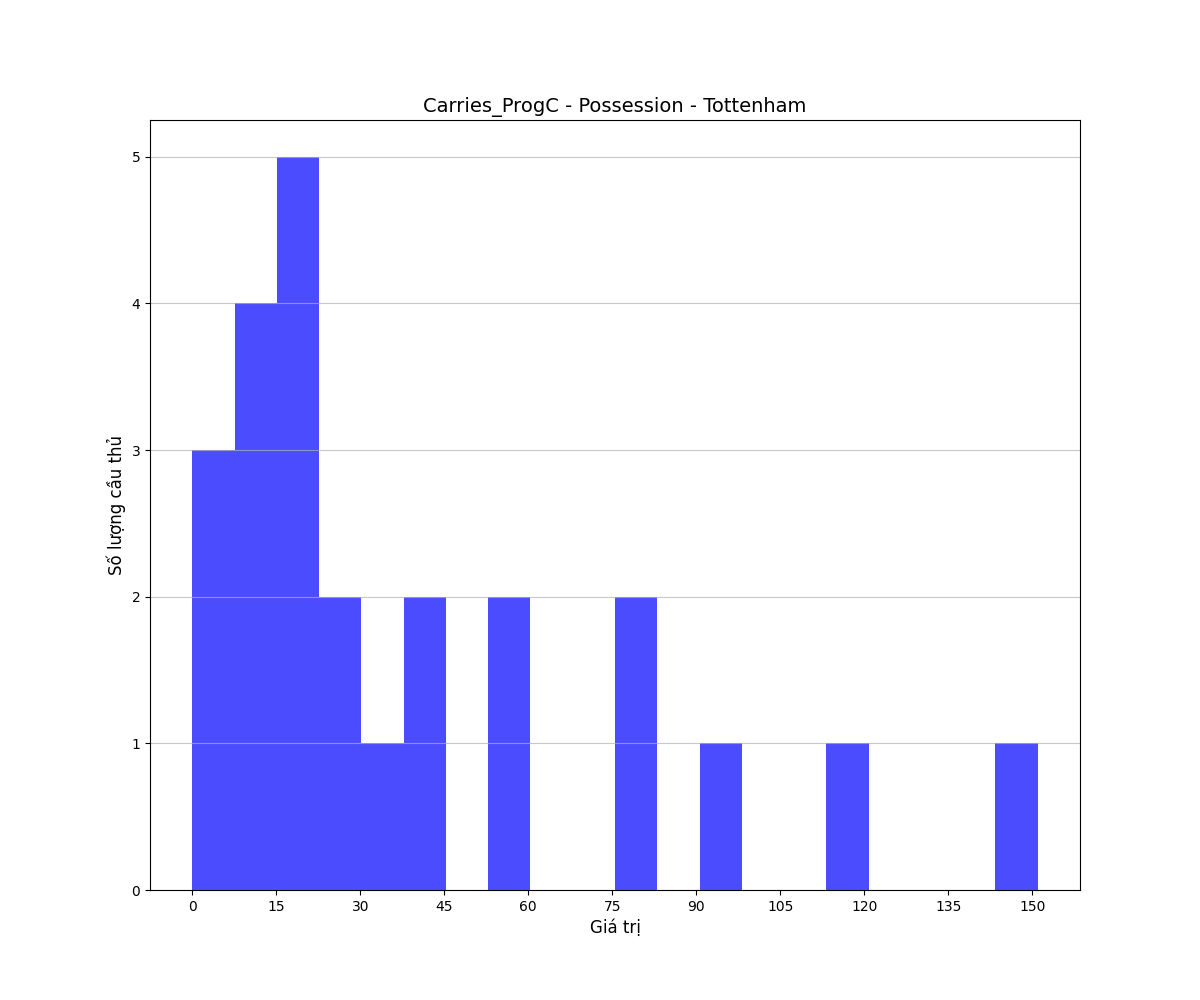 Carries_ProgC - Possession - Tottenham
5
4
3
2
1
0
Số lượng cầu thủ
0 15 30 45 60 75 90 105 120 135 150
Giá trị